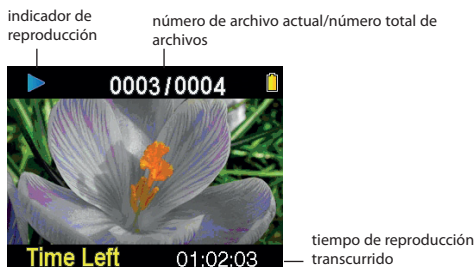 indicador de
reproducción
número de archivo actual/número total de
archivos
0003/0004
Time Left
01:02:03
tiempo de reproducción
transcurrido